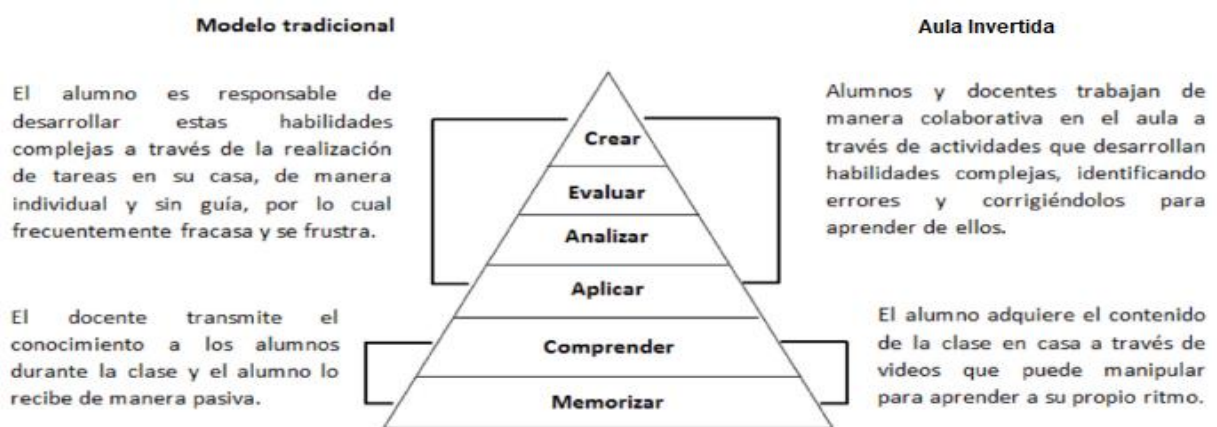 Modelo tradicional
Aula Invertida
El alumno es responsable de
desarrollar estas habilidades
complejas a través de la realización
de tareas en su casa, de manera
individual y sin guía, por lo cual
frecuentemente fracasa y se frustra.
El docente transmite el
conocimiento a los alumnos
durante la clase y el alumno lo
recibe de manera pasiva.
Crear
Evaluar
Analizar
Aplicar
Comprender
Memorizar
Alumnos y docentes trabajan de
manera colaborativa en el aula a
través de actividades que desarrollan
habilidades complejas, identificando
errores y corrigiéndolos para
aprender de ellos.
El alumno adquiere el contenido
de la clase en casa a través de
videos que puede manipular
para aprender a su propio ritmo.